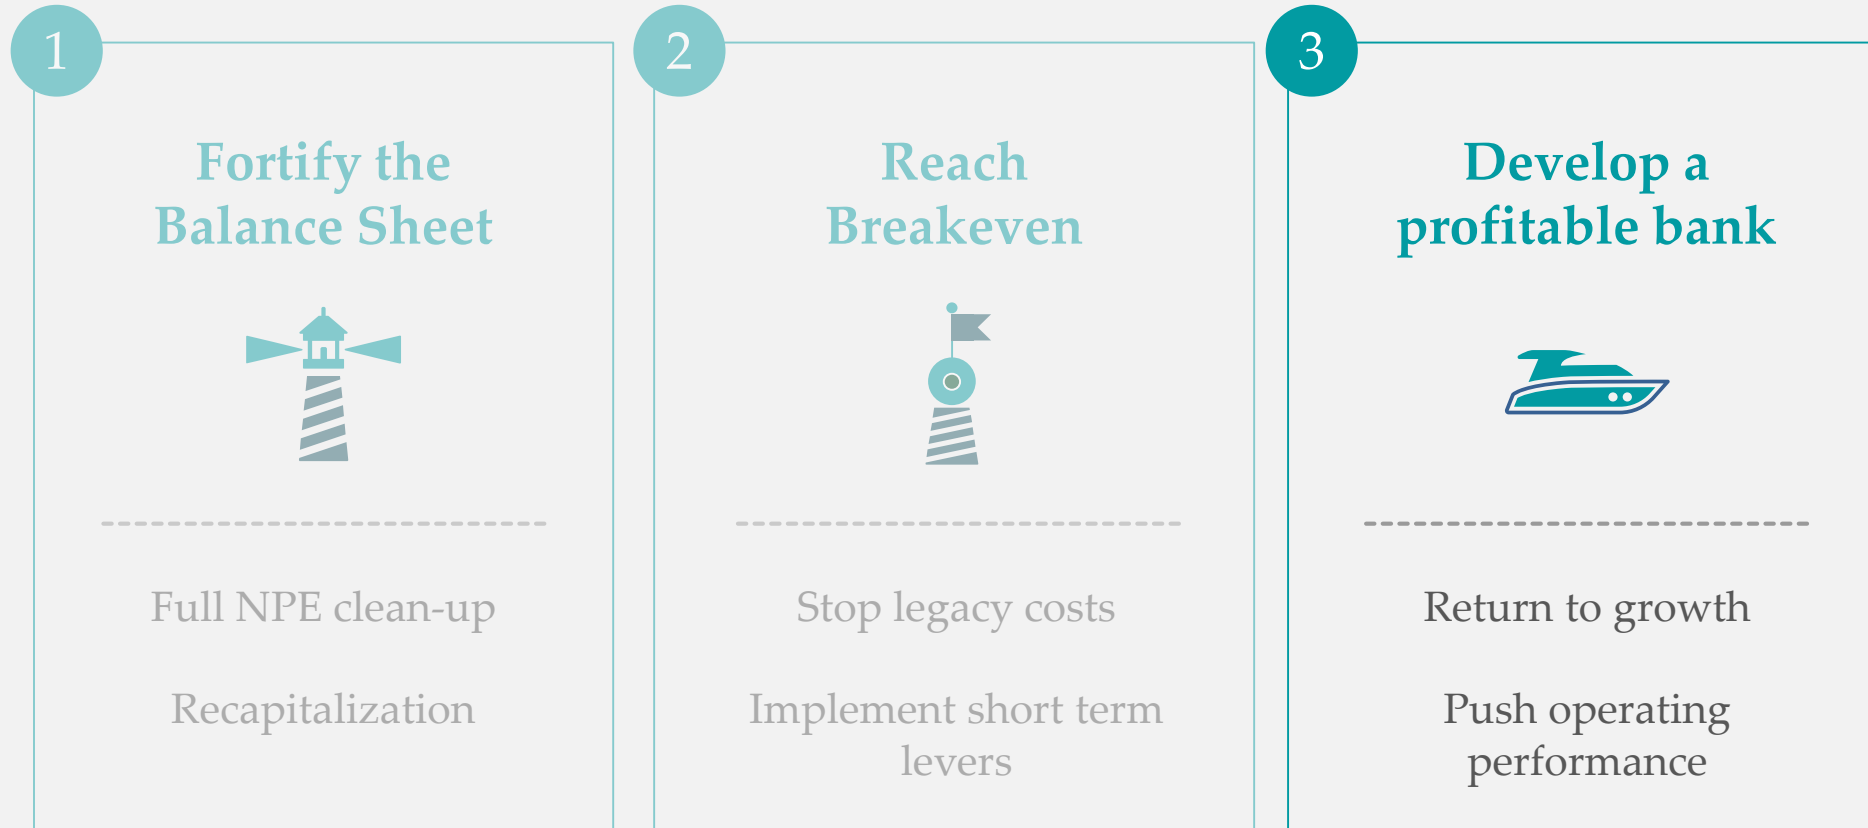 1
Fortify the
Balance Sheet
Full NPE clean-up
Recapitalization
2
Reach
Breakeven
Stop legacy costs
Implement short term
levers
3
Develop a
profitable bank
Return to growth
Push operating
performance